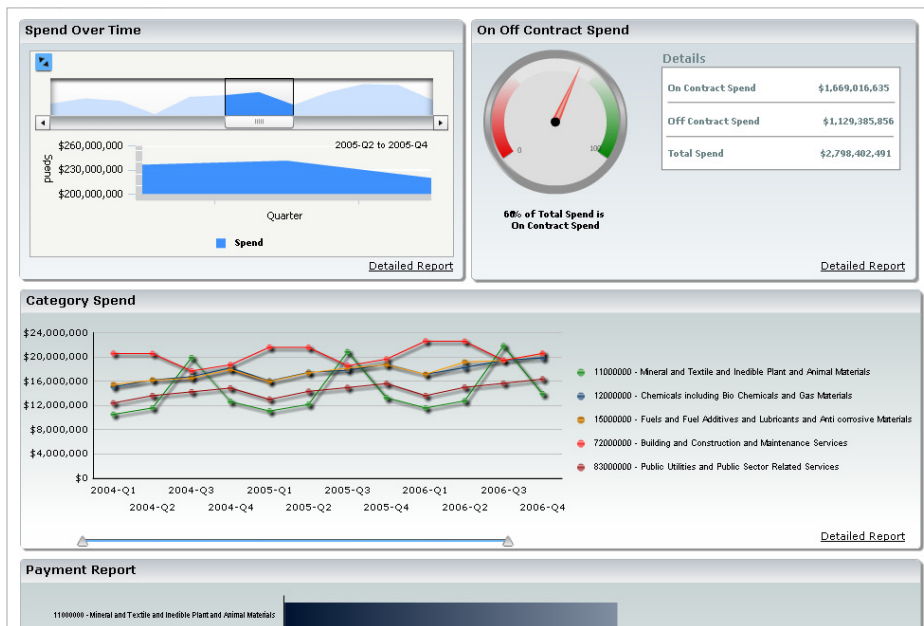 Spend Over Time
$260,000,000
$230,000,000
$200,000,000
Spend
2005-Q2 to 2005-Q4
Quarter
Spend
Detailed Report
On Off Contract Spend
0
100
% of Total Spend is
On Contract Spend
Details
On Contract Spend $1,669,016,635
Off Contract Spend $1,129,385,856
Total Spend $2,798,402,491
Detailed Report
Category Spend
$24,000,000
$20,000,000
$16,000,000
$12,000,000
$8,000,000
$4,000,000
$0
2004-Q1 2004-Q3 2005-Q1 2005-Q3 2006-Q1 2006-Q3
2004-Q2 2004-Q4 2005-Q2 2005-Q4 2006-Q2 2006-Q4
11000000 - Mineral and Textile and Inedible Plant and Animal Materials
12000000 - Chemicals including Bio Chemicals and Gas Materials
15000000 - Fuels and Fuel Additives and Lubricants and Anti corrosive Materials
72000000 - Building and Construction and Maintenance Services
83000000 - Public Utilities and Public Sector Related Services
Detailed Report
Payment Report
11000000 - Mineral and Textile and Inedible Plant and Animal Materials